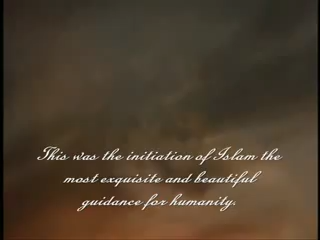 This was the initiation of Islam the
most exquisite and beautiful
guidance for humanity.